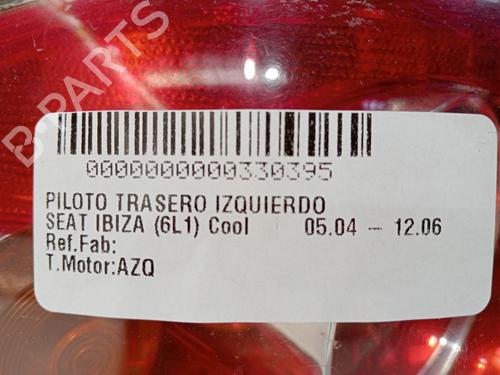 B-PARTS
0000000000330395
PILOTO TRASERO IZQUIERDO
SEAT IBIZA (6L1) Cool 05.04 - 12.06
Ref.Fab:
T.Motor:AZQ